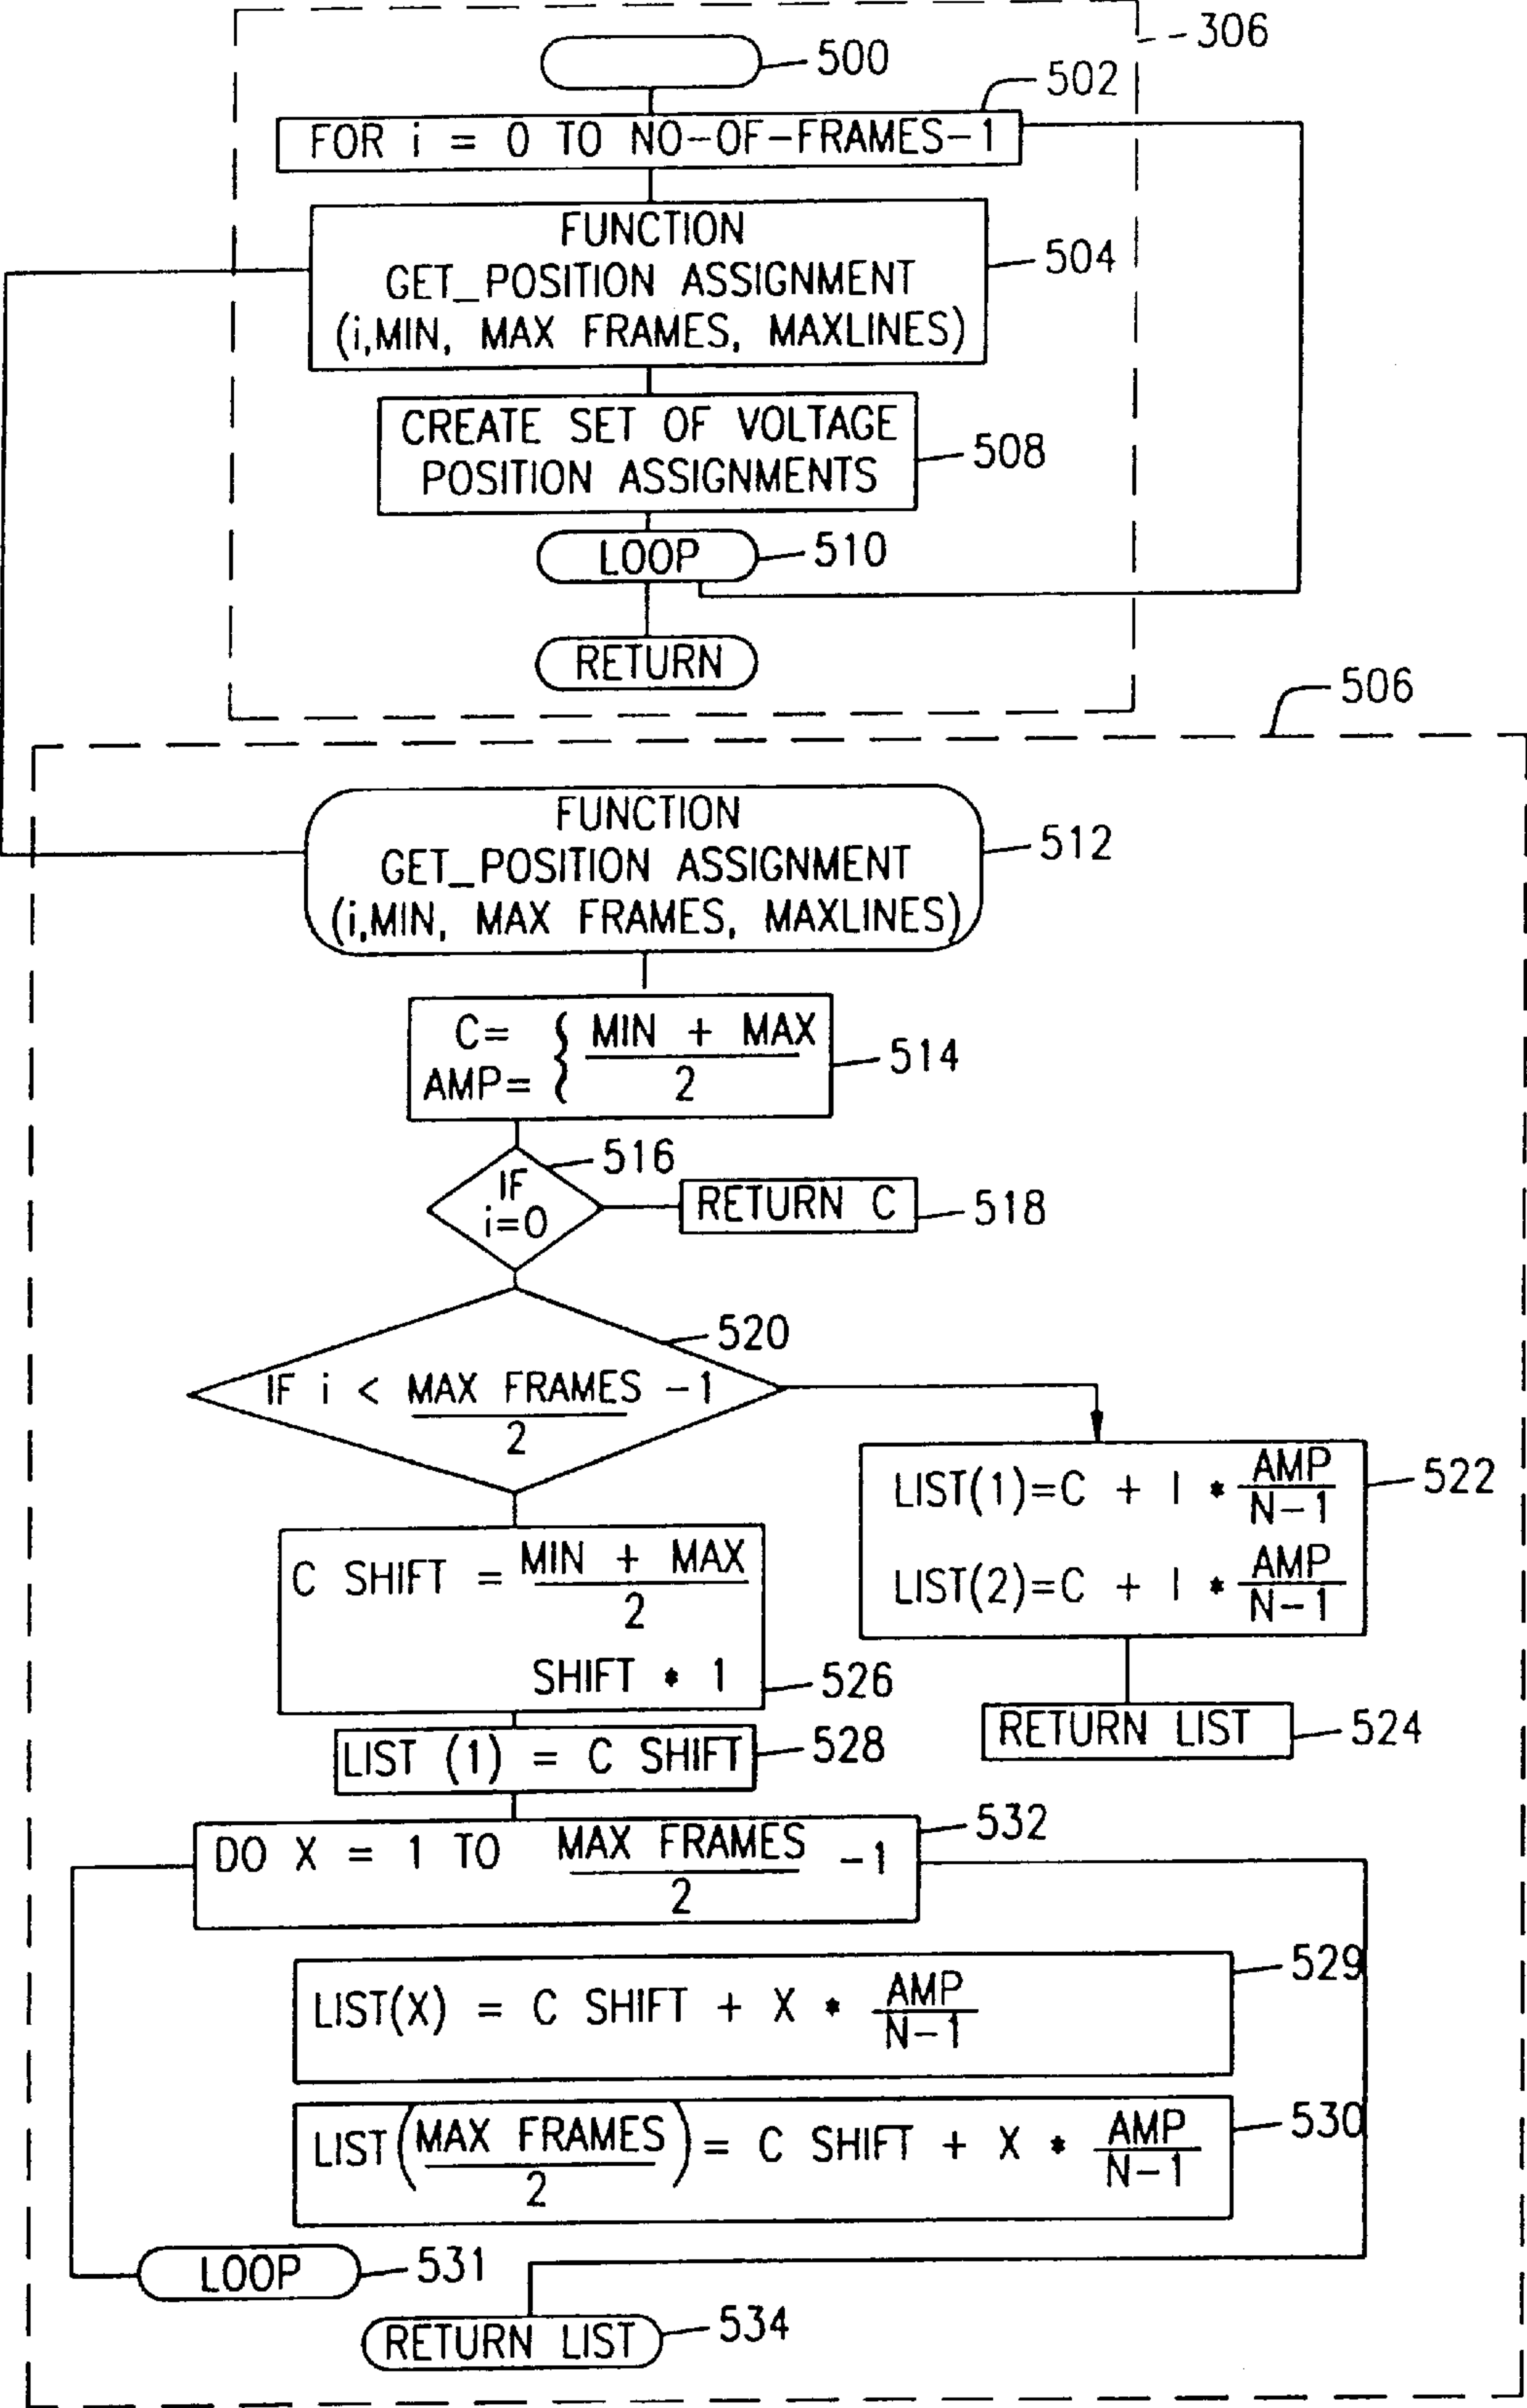 306
500
502
FOR i = 0 TO NO-OF-FRAMES-1
FUNCTION
GET_POSITION ASSIGNMENT
(i,MIN, MAX FRAMES, MAXLINES)
504
CREATE SET OF VOLTAGE
POSITION ASSIGNMENTS
508
LOOP
510
RETURN
506
FUNCTION
GET_POSITION ASSIGNMENT
(i,MIN, MAX FRAMES, MAXLINES)
512
C=
AMP=
{
MIN + MAX
2
514
516
IF
i=0
RETURN C
518
520
IF i < MAX FRAMES -1
2
LIST(1)=C + I * AMP
N-1
LIST(2)=C + I * AMP
N-1
522
C SHIFT = MIN + MAX
2
SHIFT * 1
526
RETURN LIST
524
LIST (1) = C SHIFT
528
DO X = 1 TO MAX FRAMES -1
2
532
LIST(X) = C SHIFT + X * AMP
N-1
529
LIST(MAX FRAMES)= C SHIFT + X * AMP
2
N-1
530
LOOP
531
RETURN LIST
534